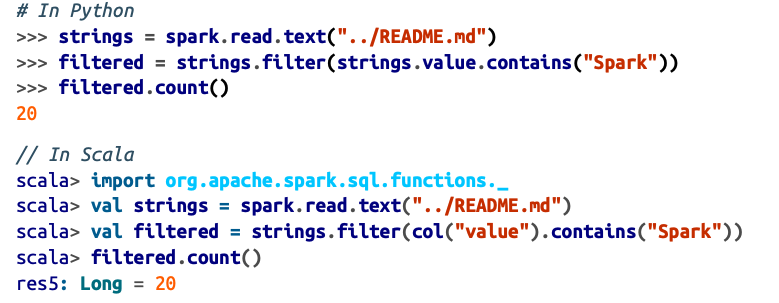 # In Python
>>> strings = spark.read.text("../README.md")
>>> filtered = strings.filter(strings.value.contains("Spark"))
>>> filtered.count()
20
// In Scala
scala> import org.apache.spark.sql.functions._
scala> val strings = spark.read.text("../README.md")
scala> val filtered = strings.filter(col("value").contains("Spark"))
scala> filtered.count()
res5: Long = 20